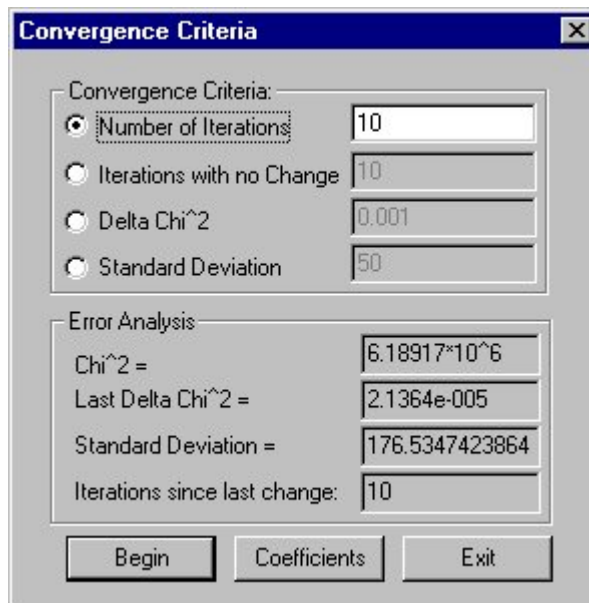 Convergence Criteria
Convergence Criteria:
Number of Iterations 10
Iterations with no Change 10
Delta Chi^2 0.001
Standard Deviation 50
Error Analysis
Chi^2 = 6.18917*10^6
Last Delta Chi^2 = 2.1364e-005
Standard Deviation = 176.5347423864
Iterations since last change: 10
Begin Coefficients Exit